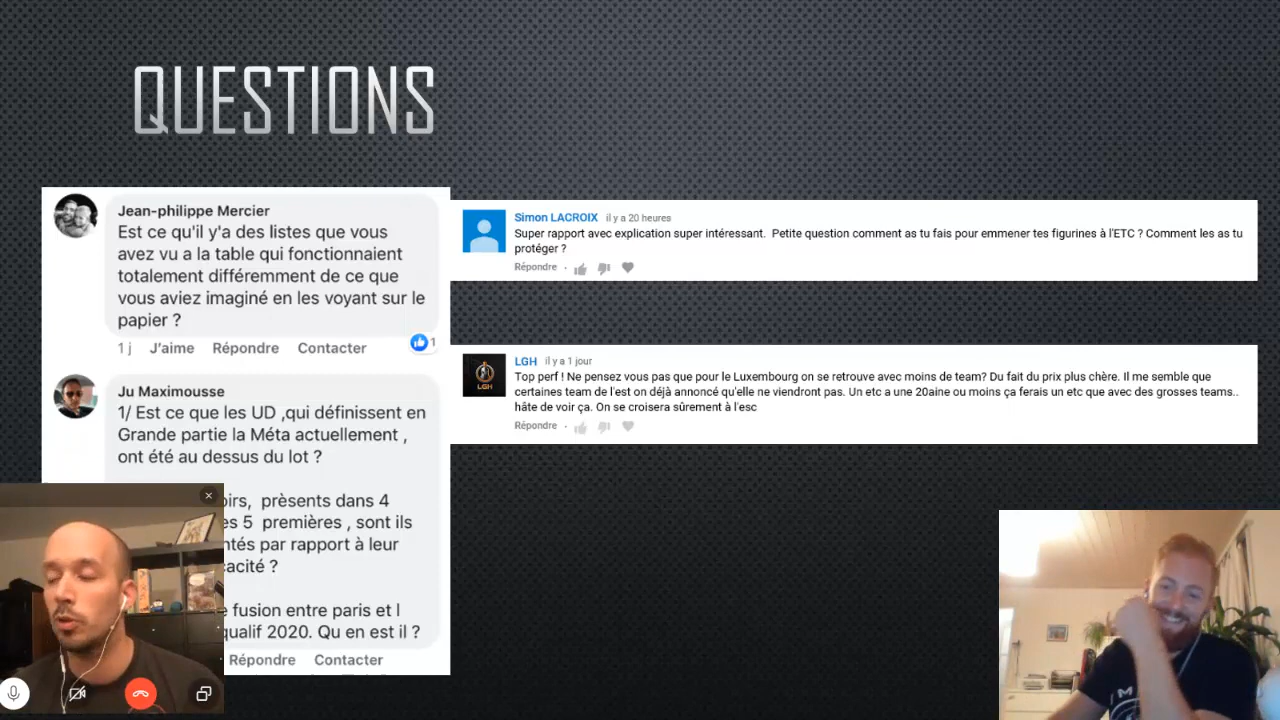 QUESTIONS
Jean-philippe Mercier
Est ce qu'il y'a des listes que vous
avez vu a la table qui fonctionnaient
totalement différemment de ce que
vous aviez imaginé en les voyant sur le
papier ?
1 j J'aime Répondre Contacter 1
Ju Maximousse
1/ Est ce que les UD ,qui définissent en
Grande partie la Méta actuellement ,
ont été au dessus du lot ?
oirs, prèsents dans 4
es 5 premières , sont ils
ntés par rapport à leur
cacité ?
e fusion entre paris et l
qualif 2020. Qu en est il ?
Répondre Contacter
Simon LACROIX il y a 20 heures
Super rapport avec explication super intéressant. Petite question comment as tu fais pour emmener tes figurines à l'ETC ? Comment les as tu
protéger ?
Répondre
LGH il y a 1 jour
Top perf ! Ne pensez vous pas que pour le Luxembourg on se retrouve avec moins de team? Du fait du prix plus chère. Il me semble que
certaines team de l'est on déjà annoncé qu'elle ne viendront pas. Un etc a une 20aine ou moins ça ferais un etc que avec des grosses teams..
hâte de voir ça. On se croisera sûrement à l'esc
Répondre
LGH